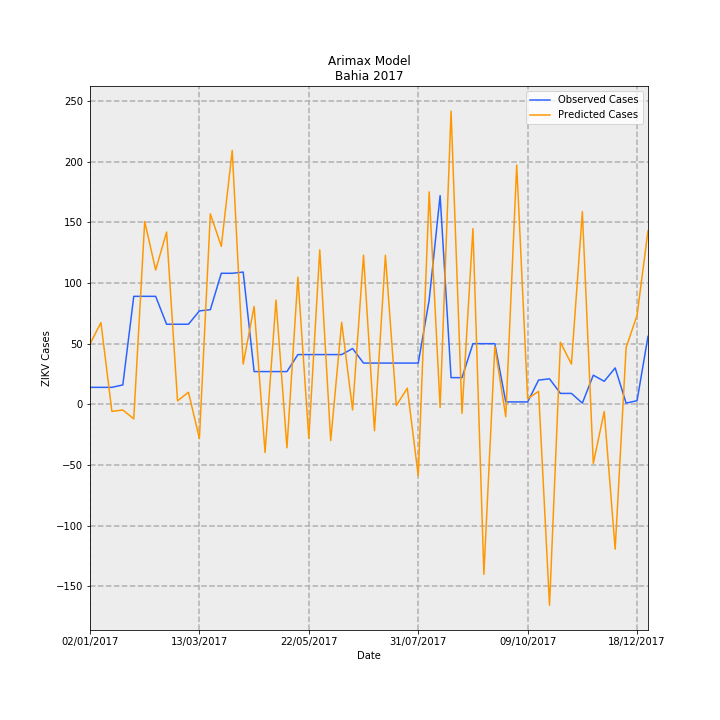 Arimax Model
Bahia 2017
Observed Cases
Predicted Cases
ZIKV Cases
250
200
150
100
50
0
−50
−100
−150
02/01/2017 13/03/2017 22/05/2017 31/07/2017 09/10/2017 18/12/2017
Date